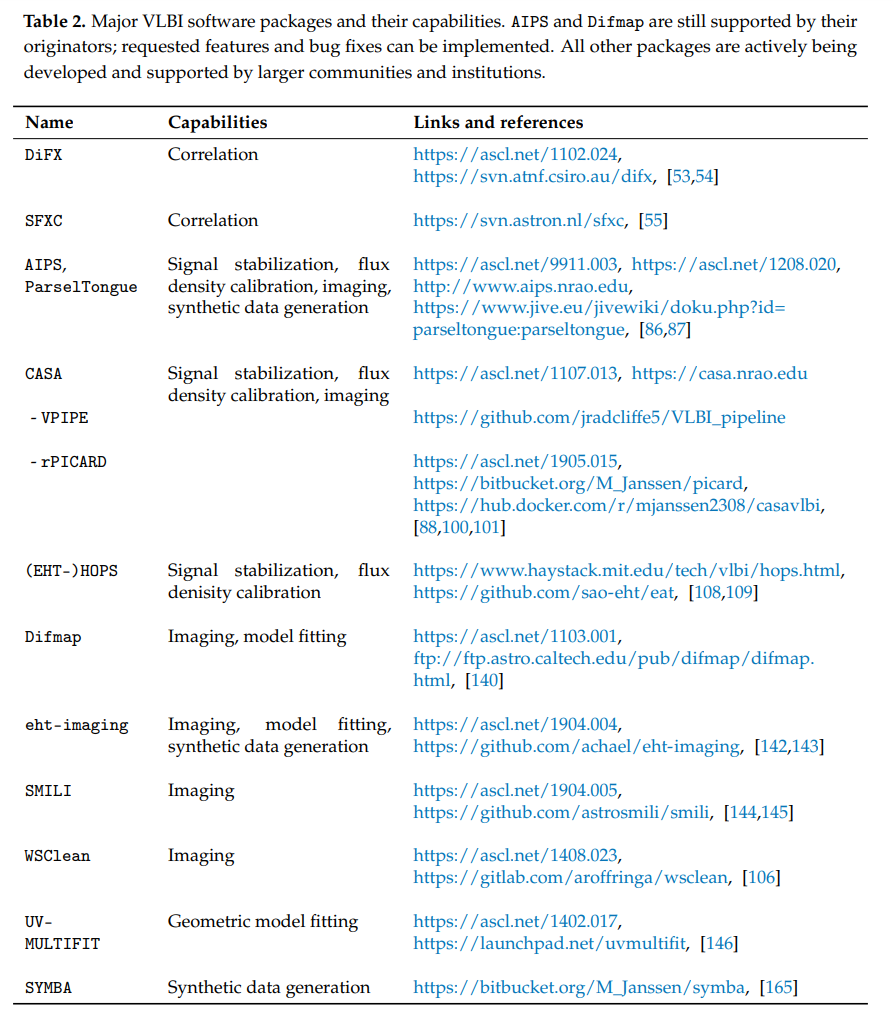 Table 2. Major VLBI software packages and their capabilities. AIPS and Difmap are still supported by their
originators; requested features and bug fixes can be implemented. All other packages are actively being
developed and supported by larger communities and institutions.
Name Capabilities Links and references
DiFX Correlation https://ascl.net/1102.024,
https://svn.atnf.csiro.au/difx, [53,54]
SFXC Correlation https://svn.astron.nl/sfxc, [55]
AIPS, Signal stabilization, flux https://ascl.net/9911.003, https://ascl.net/1208.020,
ParselTongue density calibration, imaging, http://www.aips.nrao.edu,
synthetic data generation https://www.jive.eu/jivewiki/doku.php?id=
parseltongue:parseltongue, [86,87]
CASA Signal stabilization, flux https://ascl.net/1107.013, https://casa.nrao.edu
density calibration, imaging
- VPIPE https://github.com/jradcliffe5/VLBI_pipeline
- rPICARD https://ascl.net/1905.015,
https://bitbucket.org/M_Janssen/picard,
https://hub.docker.com/r/mjanssen2308/casavlbi,
[88,100,101]
(EHT-)HOPS Signal stabilization, flux https://www.haystack.mit.edu/tech/vlbi/hops.html,
denisity calibration https://github.com/sao-eht/eat, [108,109]
Difmap Imaging, model fitting https://ascl.net/1103.001,
ftp://ftp.astro.caltech.edu/pub/difmap/difmap.
html, [140]
eht-imaging Imaging, model fitting, https://ascl.net/1904.004,
synthetic data generation https://github.com/achael/eht-imaging, [142,143]
SMILI Imaging https://ascl.net/1904.005,
https://github.com/astrosmili/smili, [144,145]
WSClean Imaging https://ascl.net/1408.023,
https://gitlab.com/aroffringa/wsclean, [106]
UV- Geometric model fitting https://ascl.net/1402.017,
MULTIFIT https://launchpad.net/uvmultifit, [146]
SYMBA Synthetic data generation https://bitbucket.org/M_Janssen/symba, [165]